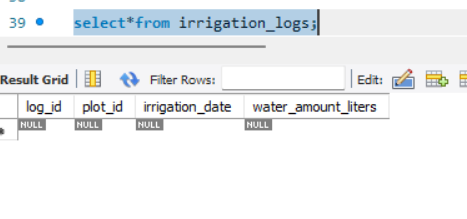 39 select*from irrigation_logs;
Result Grid Filter Rows: Edit:
log_id plot_id irrigation_date water_amount_liters
NULL NULL NULL NULL